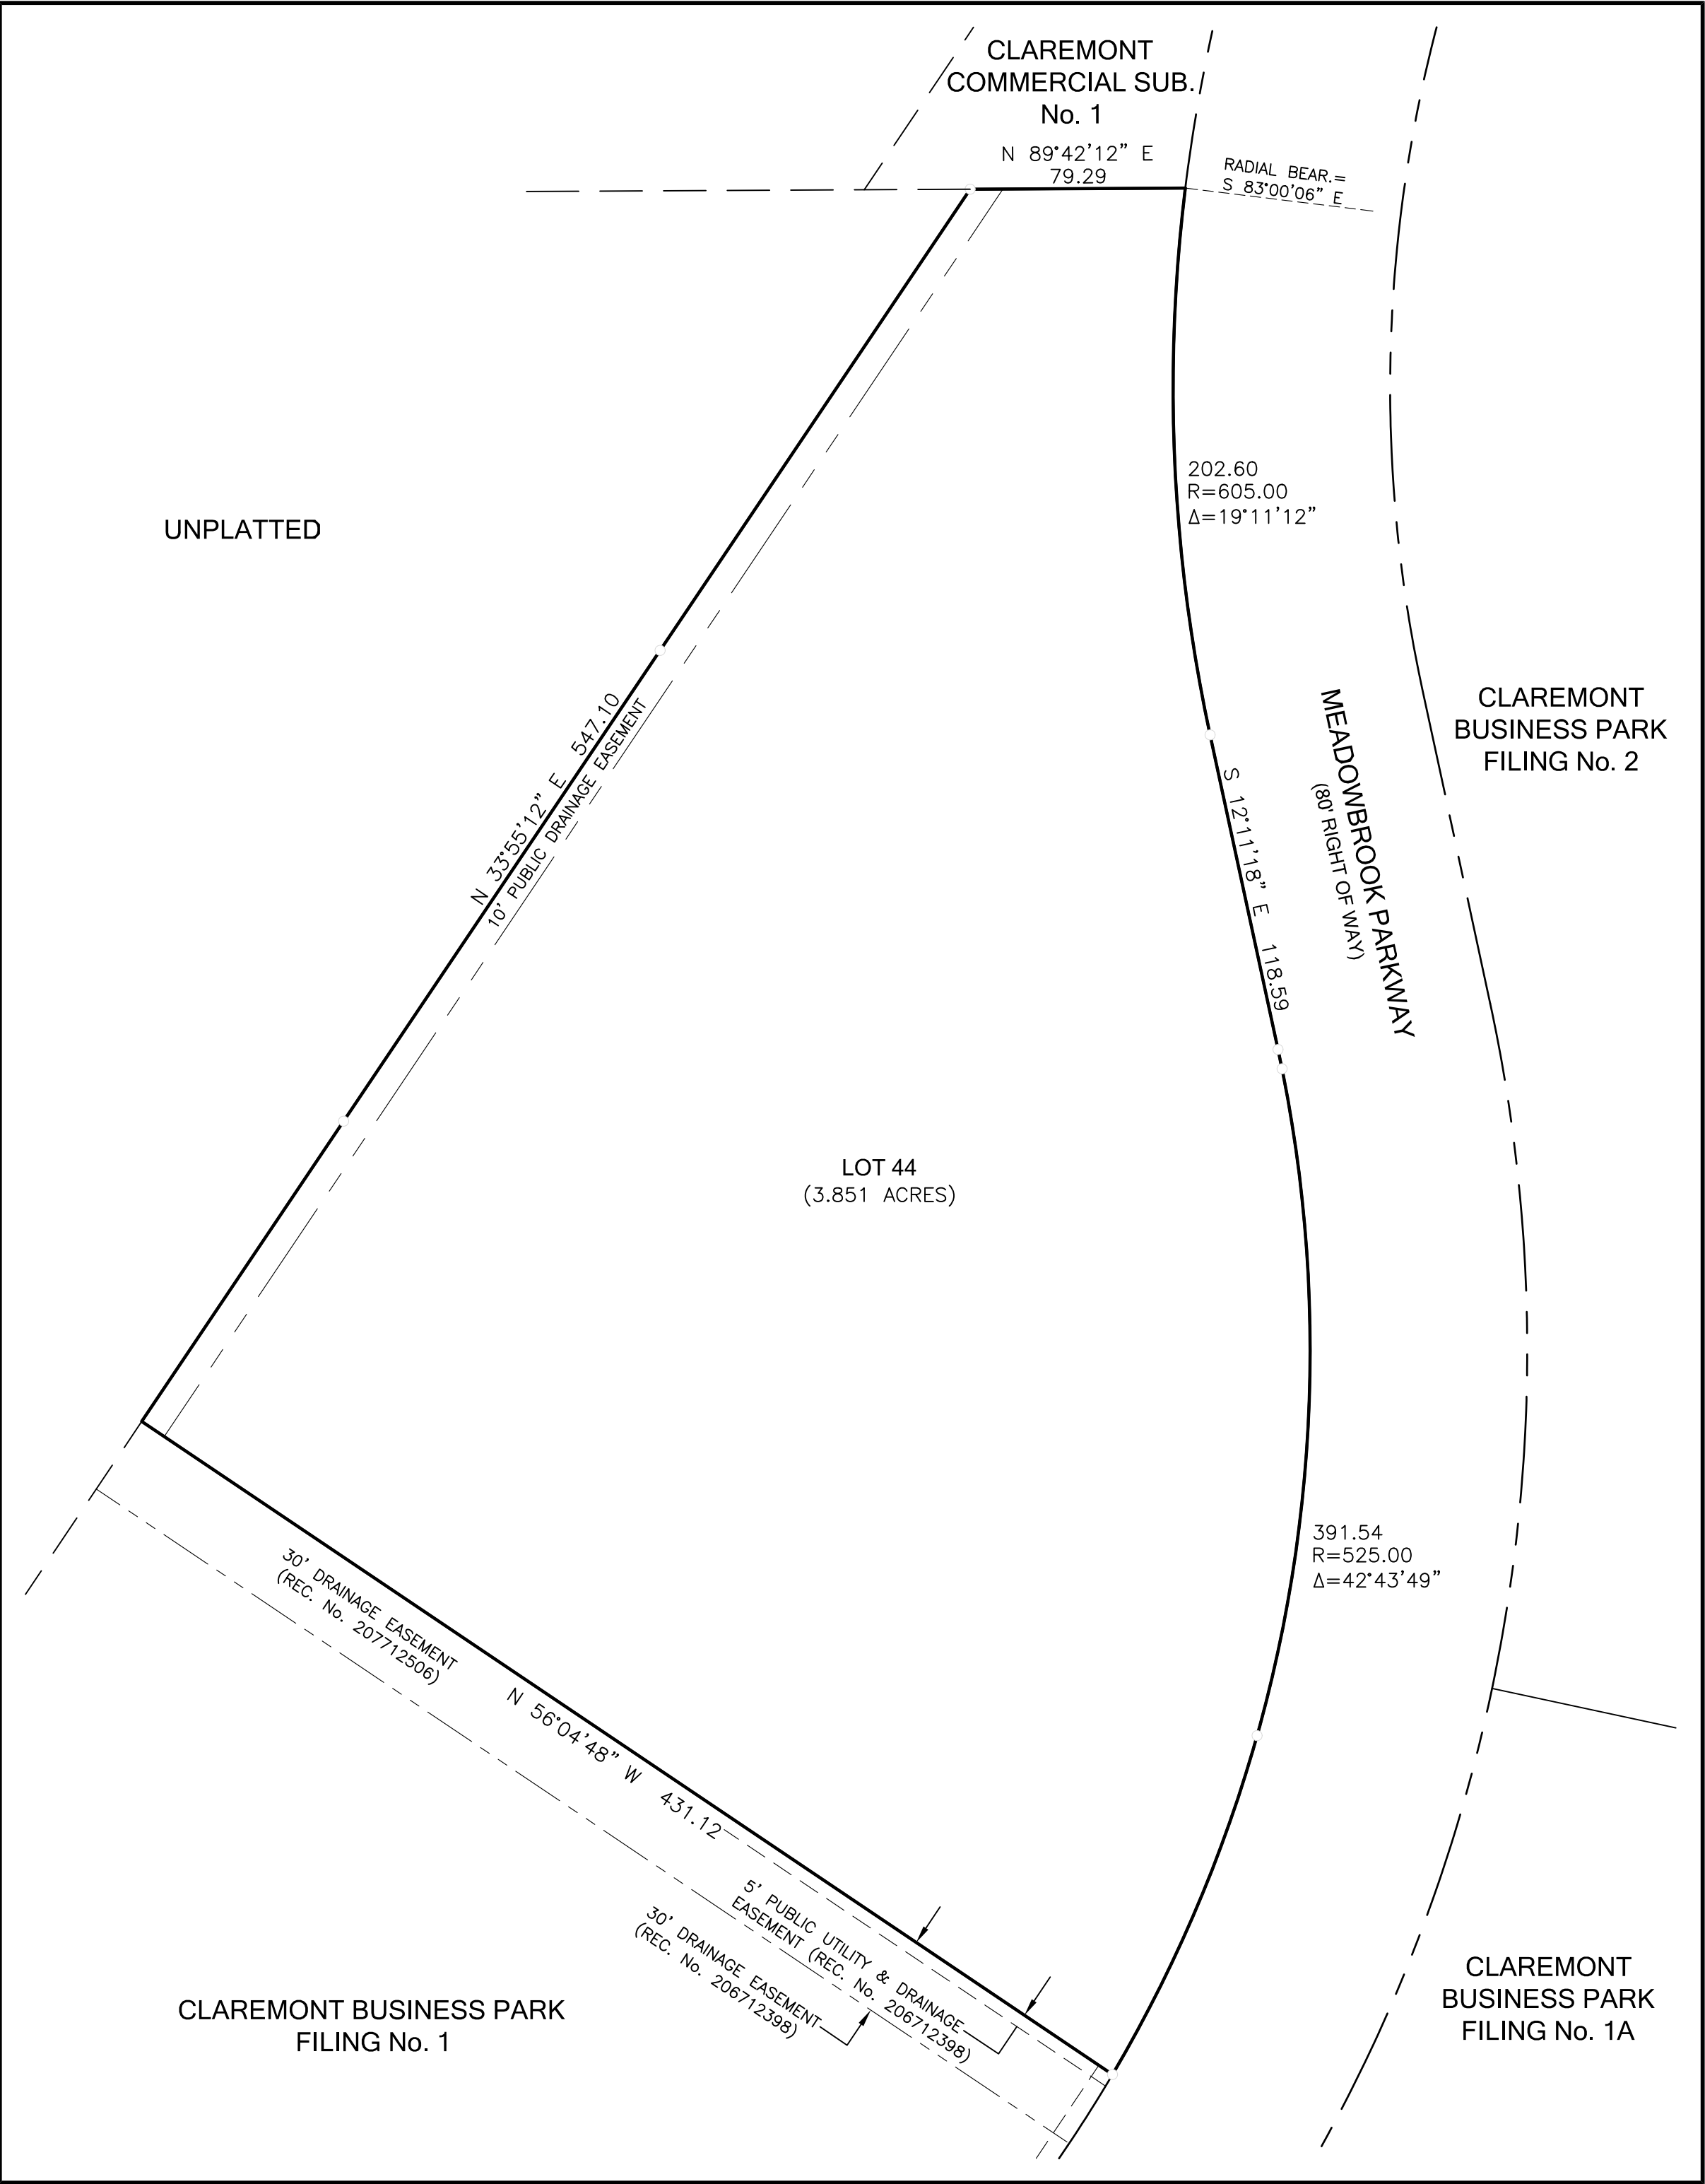 CLAREMONT
COMMERCIAL SUB.
No. 1
N 89°42'12" E
79.29
RADIAL BEAR.=
S 83°00'06" E
202.60
R=605.00
Δ=19°11'12"
UNPLATTED
N 33°55'12" E 547.10
10' PUBLIC DRAINAGE EASEMENT
S 12°11'18" E 118.59
MEADOWBROOK PARKWAY
(80' RIGHT OF WAY)
CLAREMONT
BUSINESS PARK
FILING No. 2
LOT 44
(3.851 ACRES)
391.54
R=525.00
Δ=42°43'49"
30' DRAINAGE EASEMENT
(REC. No. 207712506)
N 56°04'48" W 431.12
5' PUBLIC UTILITY & DRAINAGE
EASEMENT (REC. No. 206712398)
30' DRAINAGE EASEMENT
(REC. No. 206712398)
CLAREMONT BUSINESS PARK
FILING No. 1
CLAREMONT
BUSINESS PARK
FILING No. 1A